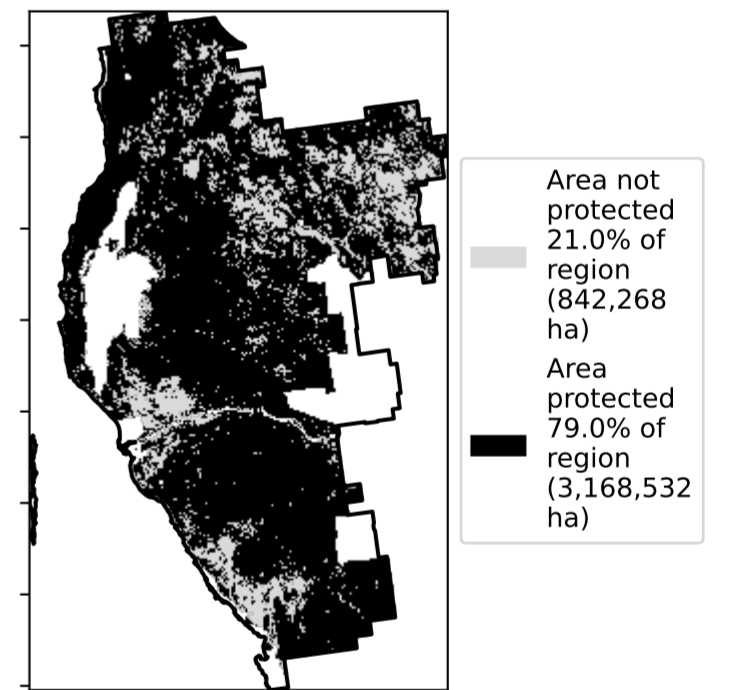 Area not
protected
21.0% of
region
(842,268
ha)
Area
protected
79.0% of
region
(3,168,532
ha)